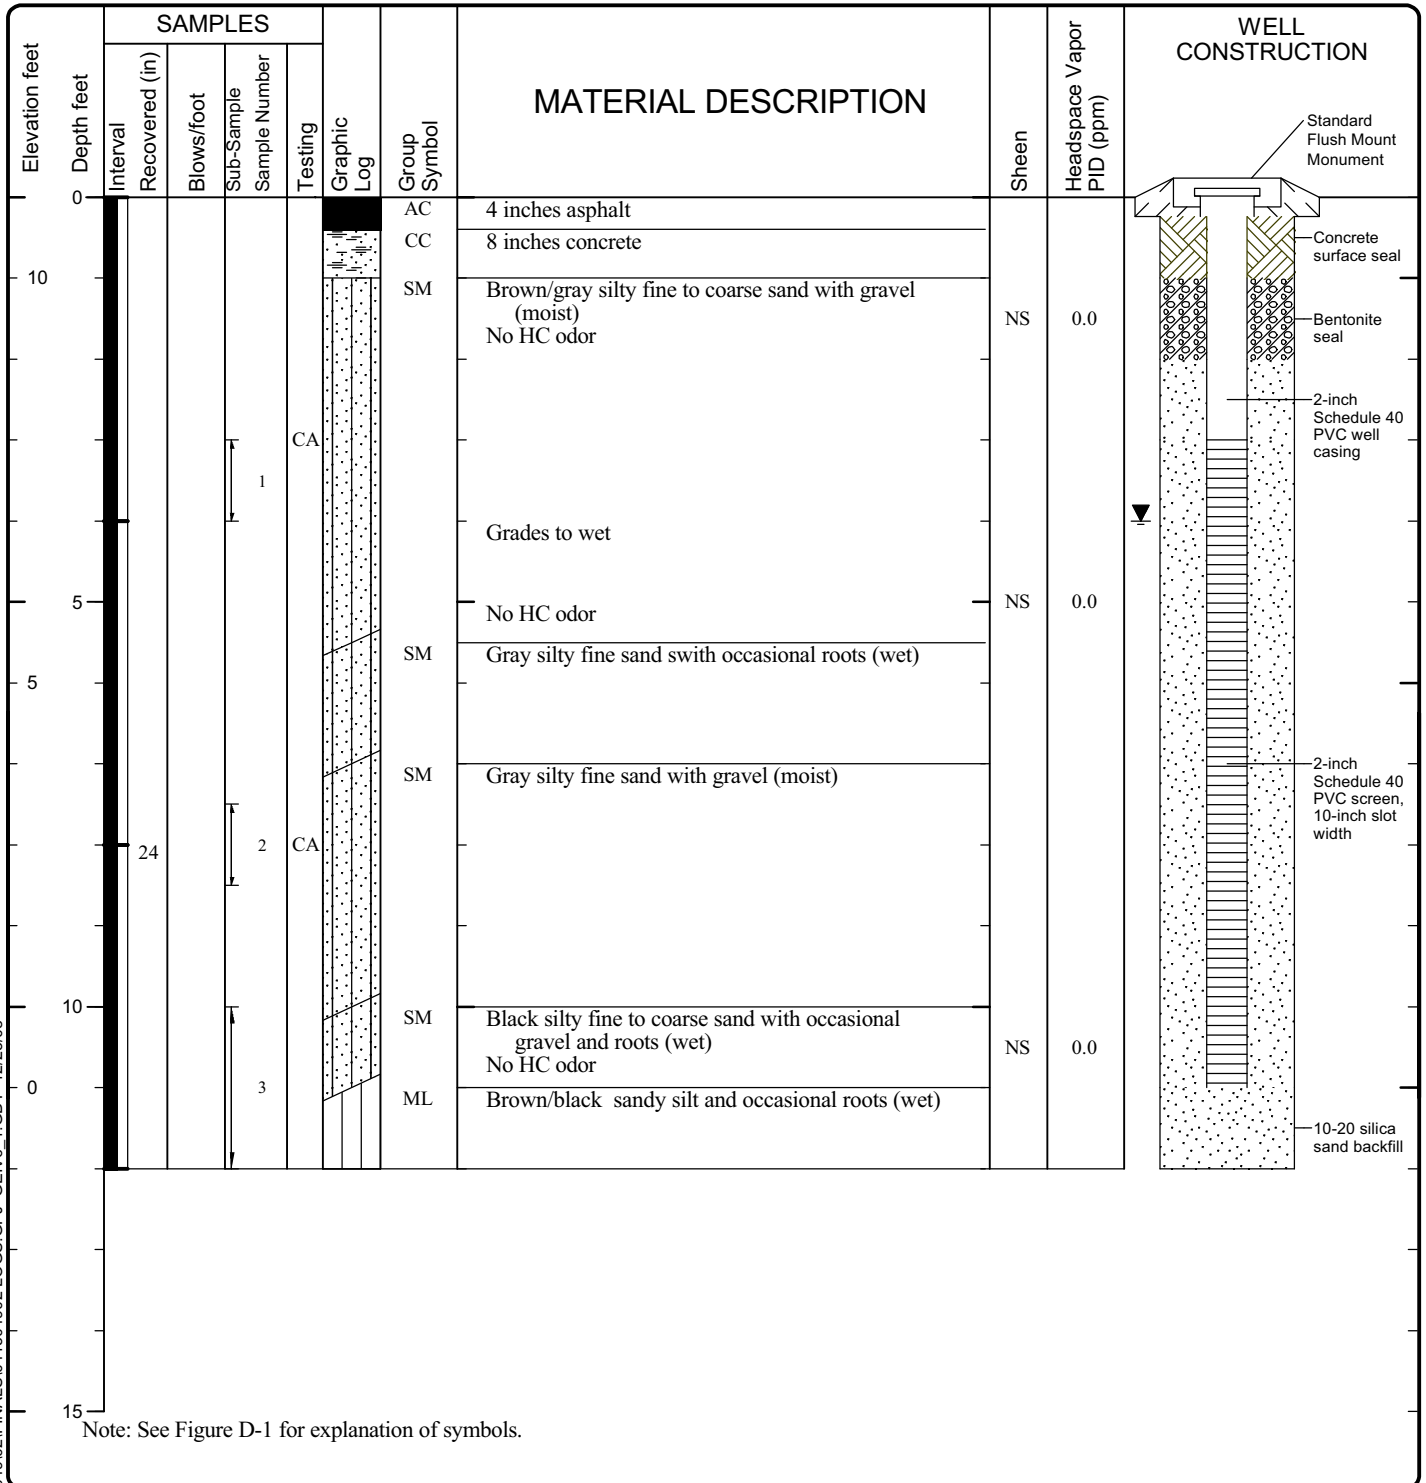 SAMPLES
Elevation feet
Depth feet
Interval
Recovered (in)
Blows/foot
Sub-Sample
Sample Number
Testing
Graphic
Log
Group
Symbol
MATERIAL DESCRIPTION
Sheen
Headspace Vapor
PID (ppm)
WELL
CONSTRUCTION
Standard
Flush Mount
Monument
0
AC
4 inches asphalt
CC
8 inches concrete
Concrete
surface seal
10
SM
Brown/gray silty fine to coarse sand with gravel
(moist)
No HC odor
NS
0.0
Bentonite
seal
2-inch
Schedule 40
PVC well
casing
CA
1
Grades to wet
5
No HC odor
NS
0.0
SM
Gray silty fine sand swith occasional roots (wet)
5
SM
Gray silty fine sand with gravel (moist)
2-inch
Schedule 40
PVC screen,
10-inch slot
width
24
2
CA
10
SM
Black silty fine to coarse sand with occasional
gravel and roots (wet)
No HC odor
NS
0.0
0
3
ML
Brown/black sandy silt and occasional roots (wet)
10-20 silica
sand backfill
15
Note: See Figure D-1 for explanation of symbols.